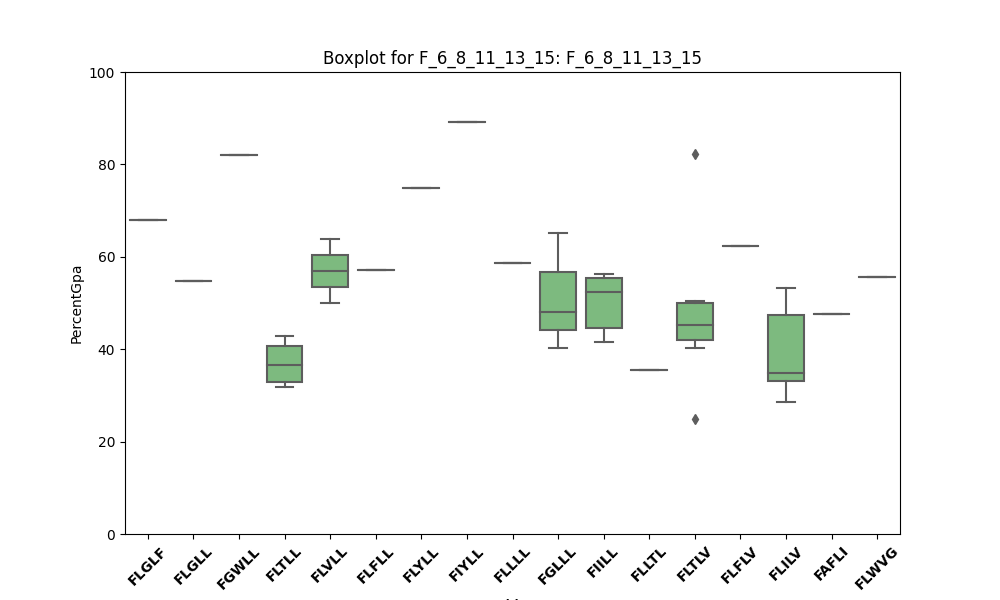 Boxplot for F_6_8_11_13_15: F_6_8_11_13_15
100
80
60
40
20
0
PercentGpa
FLGLF
FLGLL
FGWLL
FLTLL
FLVLL
FLFLL
FLYLL
FIYLL
FLLLL
FGLLL
FIILL
FLLTL
FLTLV
FLFLV
FLILV
FAFLI
FLWVG